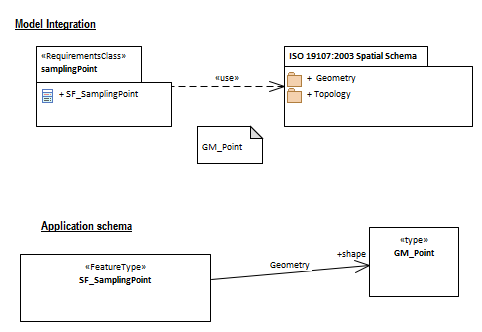 Model Integration
«RequirementsClass»
samplingPoint
+ SF_SamplingPoint
«use»
ISO 19107:2003 Spatial Schema
+ Geometry
+ Topology
GM_Point
Application schema
«FeatureType»
SF_SamplingPoint
Geometry
+shape
«type»
GM_Point